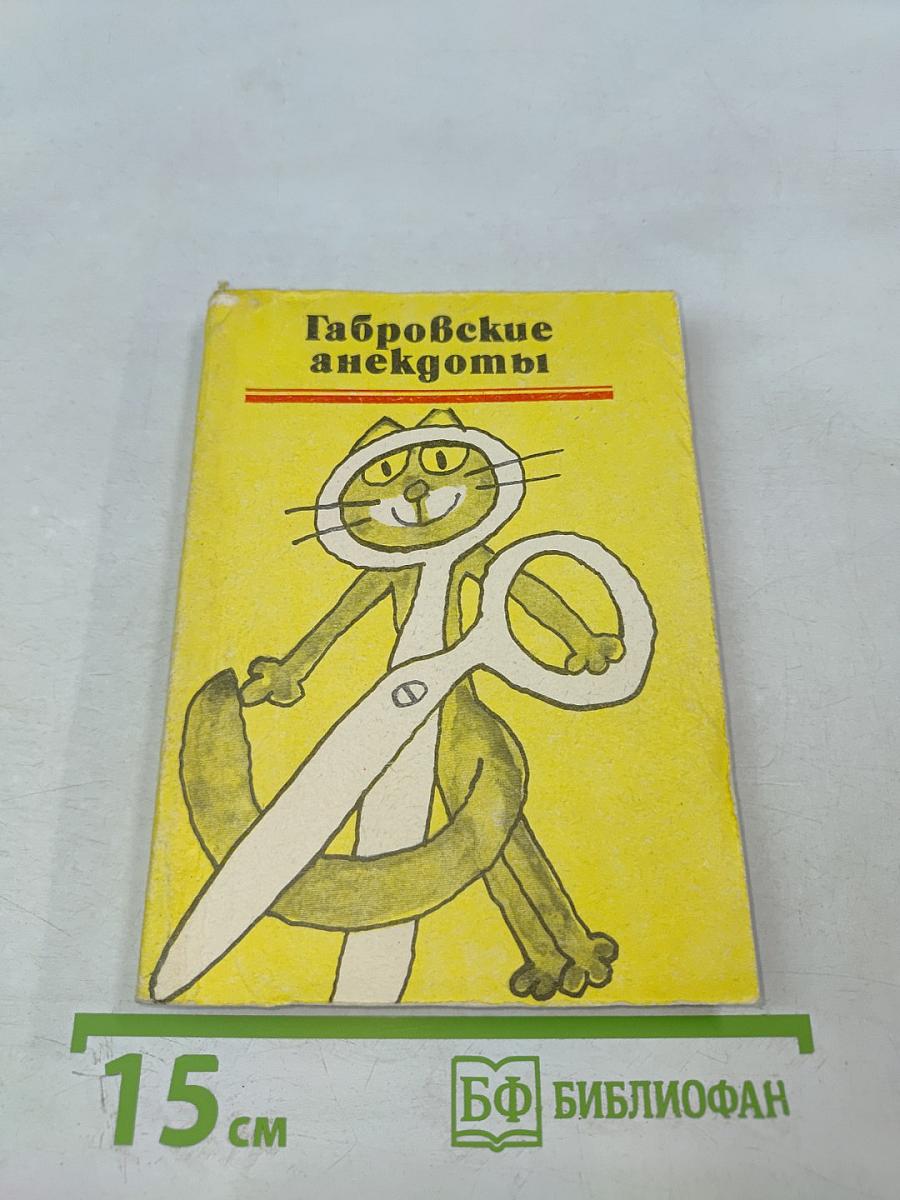 Габровские
анекдоты
15 см
БФ БИБЛИОФАН